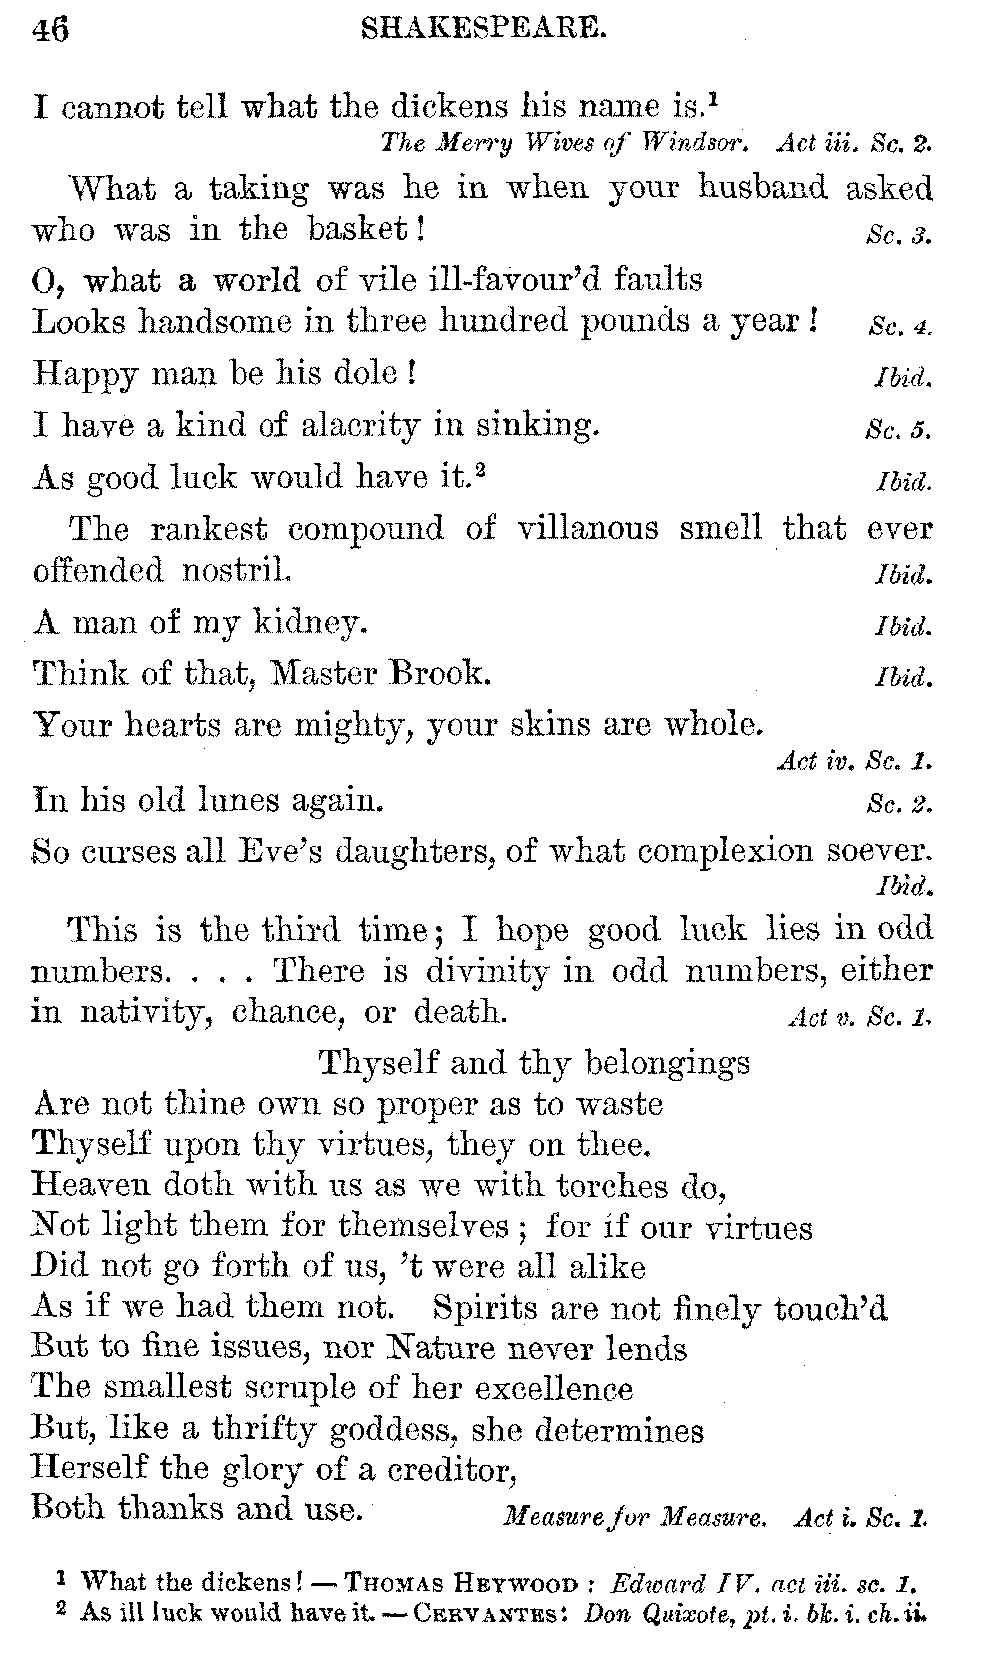 46 SHAKESPEARE.
I cannot tell what the dickens his name is.¹
The Merry Wives of Windsor. Act iii. Sc. 2.
What a taking was he in when your husband asked
who was in the basket! Sc. 3.
O, what a world of vile ill-favour'd faults
Looks handsome in three hundred pounds a year! Sc. 4.
Happy man be his dole! Ibid.
I have a kind of alacrity in sinking. Sc. 5.
As good luck would have it.² Ibid.
The rankest compound of villanous smell that ever
offended nostril. Ibid.
A man of my kidney. Ibid.
Think of that, Master Brook. Ibid.
Your hearts are mighty, your skins are whole.
Act iv. Sc. 1.
In his old lunes again. Sc. 2.
So curses all Eve's daughters, of what complexion soever.
Ibid.
This is the third time; I hope good luck lies in odd
numbers. . . . There is divinity in odd numbers, either
in nativity, chance, or death. Act v. Sc. 1.
Thyself and thy belongings
Are not thine own so proper as to waste
Thyself upon thy virtues, they on thee.
Heaven doth with us as we with torches do,
Not light them for themselves; for if our virtues
Did not go forth of us, 't were all alike
As if we had them not. Spirits are not finely touch'd
But to fine issues, nor Nature never lends
The smallest scruple of her excellence
But, like a thrifty goddess, she determines
Herself the glory of a creditor,
Both thanks and use. Measure for Measure. Act i. Sc. 1.
¹ What the dickens! — THOMAS HEYWOOD: Edward IV. act iii. sc. 1.
² As ill luck would have it. — CERVANTES: Don Quixote, pt. i. bk. i. ch. ii.